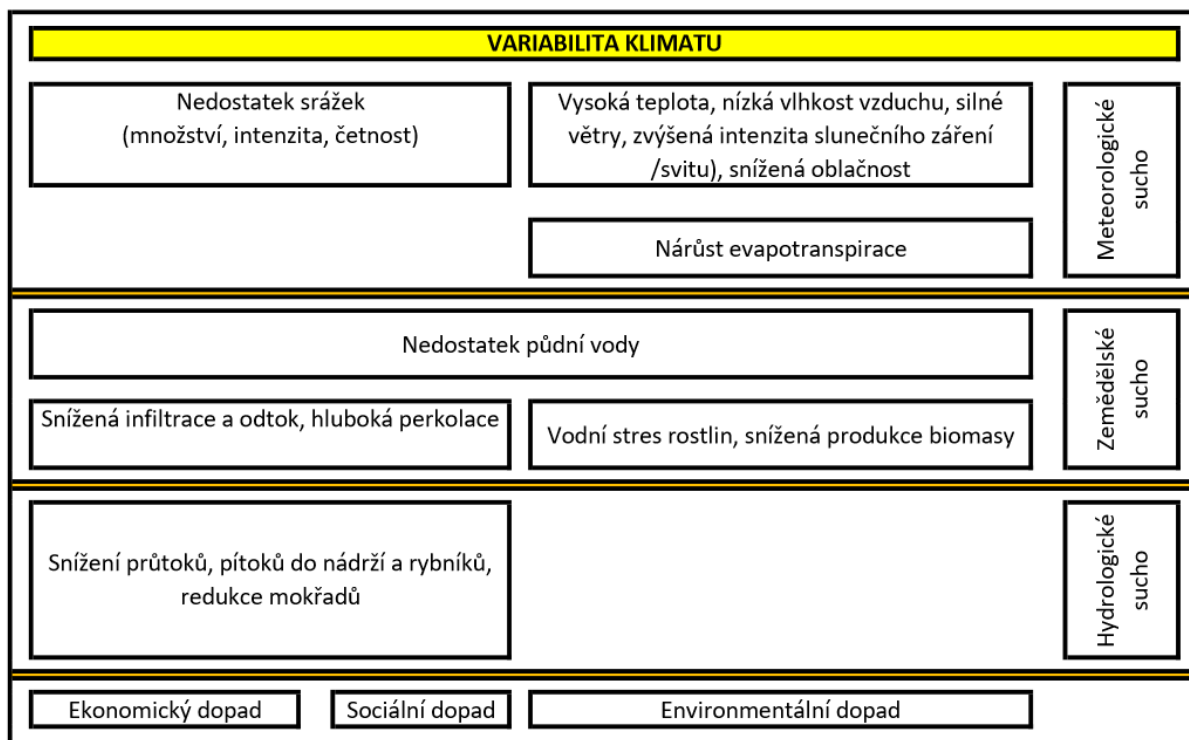 VARIABILITA KLIMATU
Nedostatek srážek
(množství, intenzita, četnost)
Vysoká teplota, nízká vlhkost vzduchu, silné
větry, zvýšená intenzita slunečního záření
/svitu), snížená oblačnost
Nárůst evapotranspirace
Meteorologické
sucho
Nedostatek půdní vody
Snížená infiltrace a odtok, hluboká perkolace
Vodní stres rostlin, snížená produkce biomasy
Zemědělské
sucho
Snížení průtoků, pítoků do nádrží a rybníků,
redukce mokřadů
Hydrologické
sucho
Ekonomický dopad
Sociální dopad
Environmentální dopad